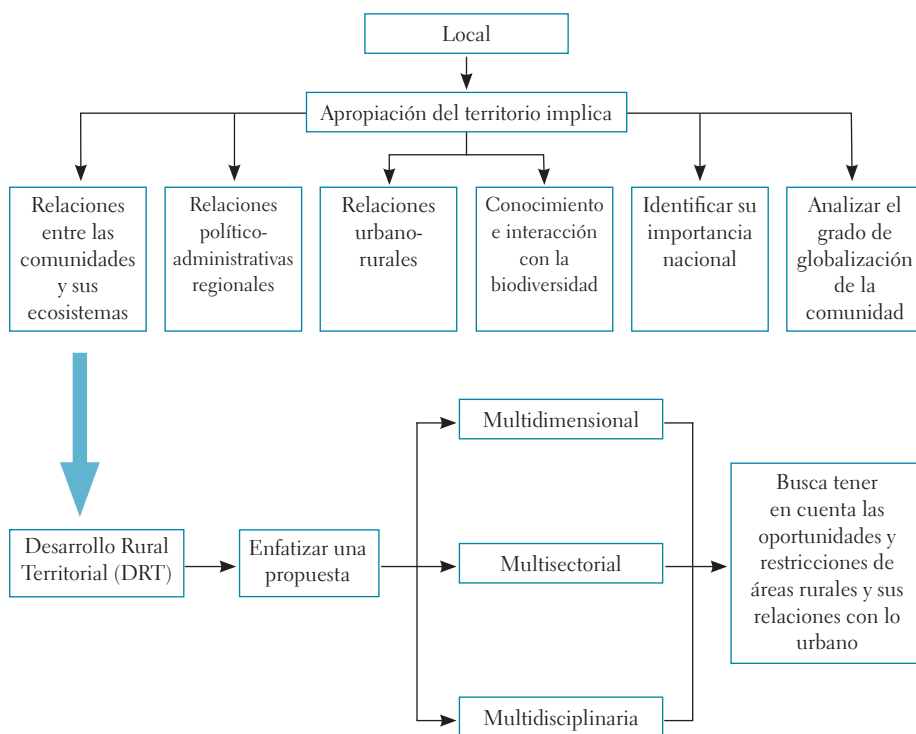 Local
Apropiación del territorio implica
Relaciones
entre las
comunidades
y sus
ecosistemas
Relaciones
político-
administrativas
regionales
Relaciones
urbano-
rurales
Conocimiento
e interacción
con la
biodiversidad
Identificar su
importancia
nacional
Analizar el
grado de
globalización
de la
comunidad
Desarrollo Rural
Territorial (DRT)
Enfatizar una
propuesta
Multidimensional
Multisectorial
Multidisciplinaria
Busca tener
en cuenta las
oportunidades y
restricciones de
áreas rurales y sus
relaciones con lo
urbano